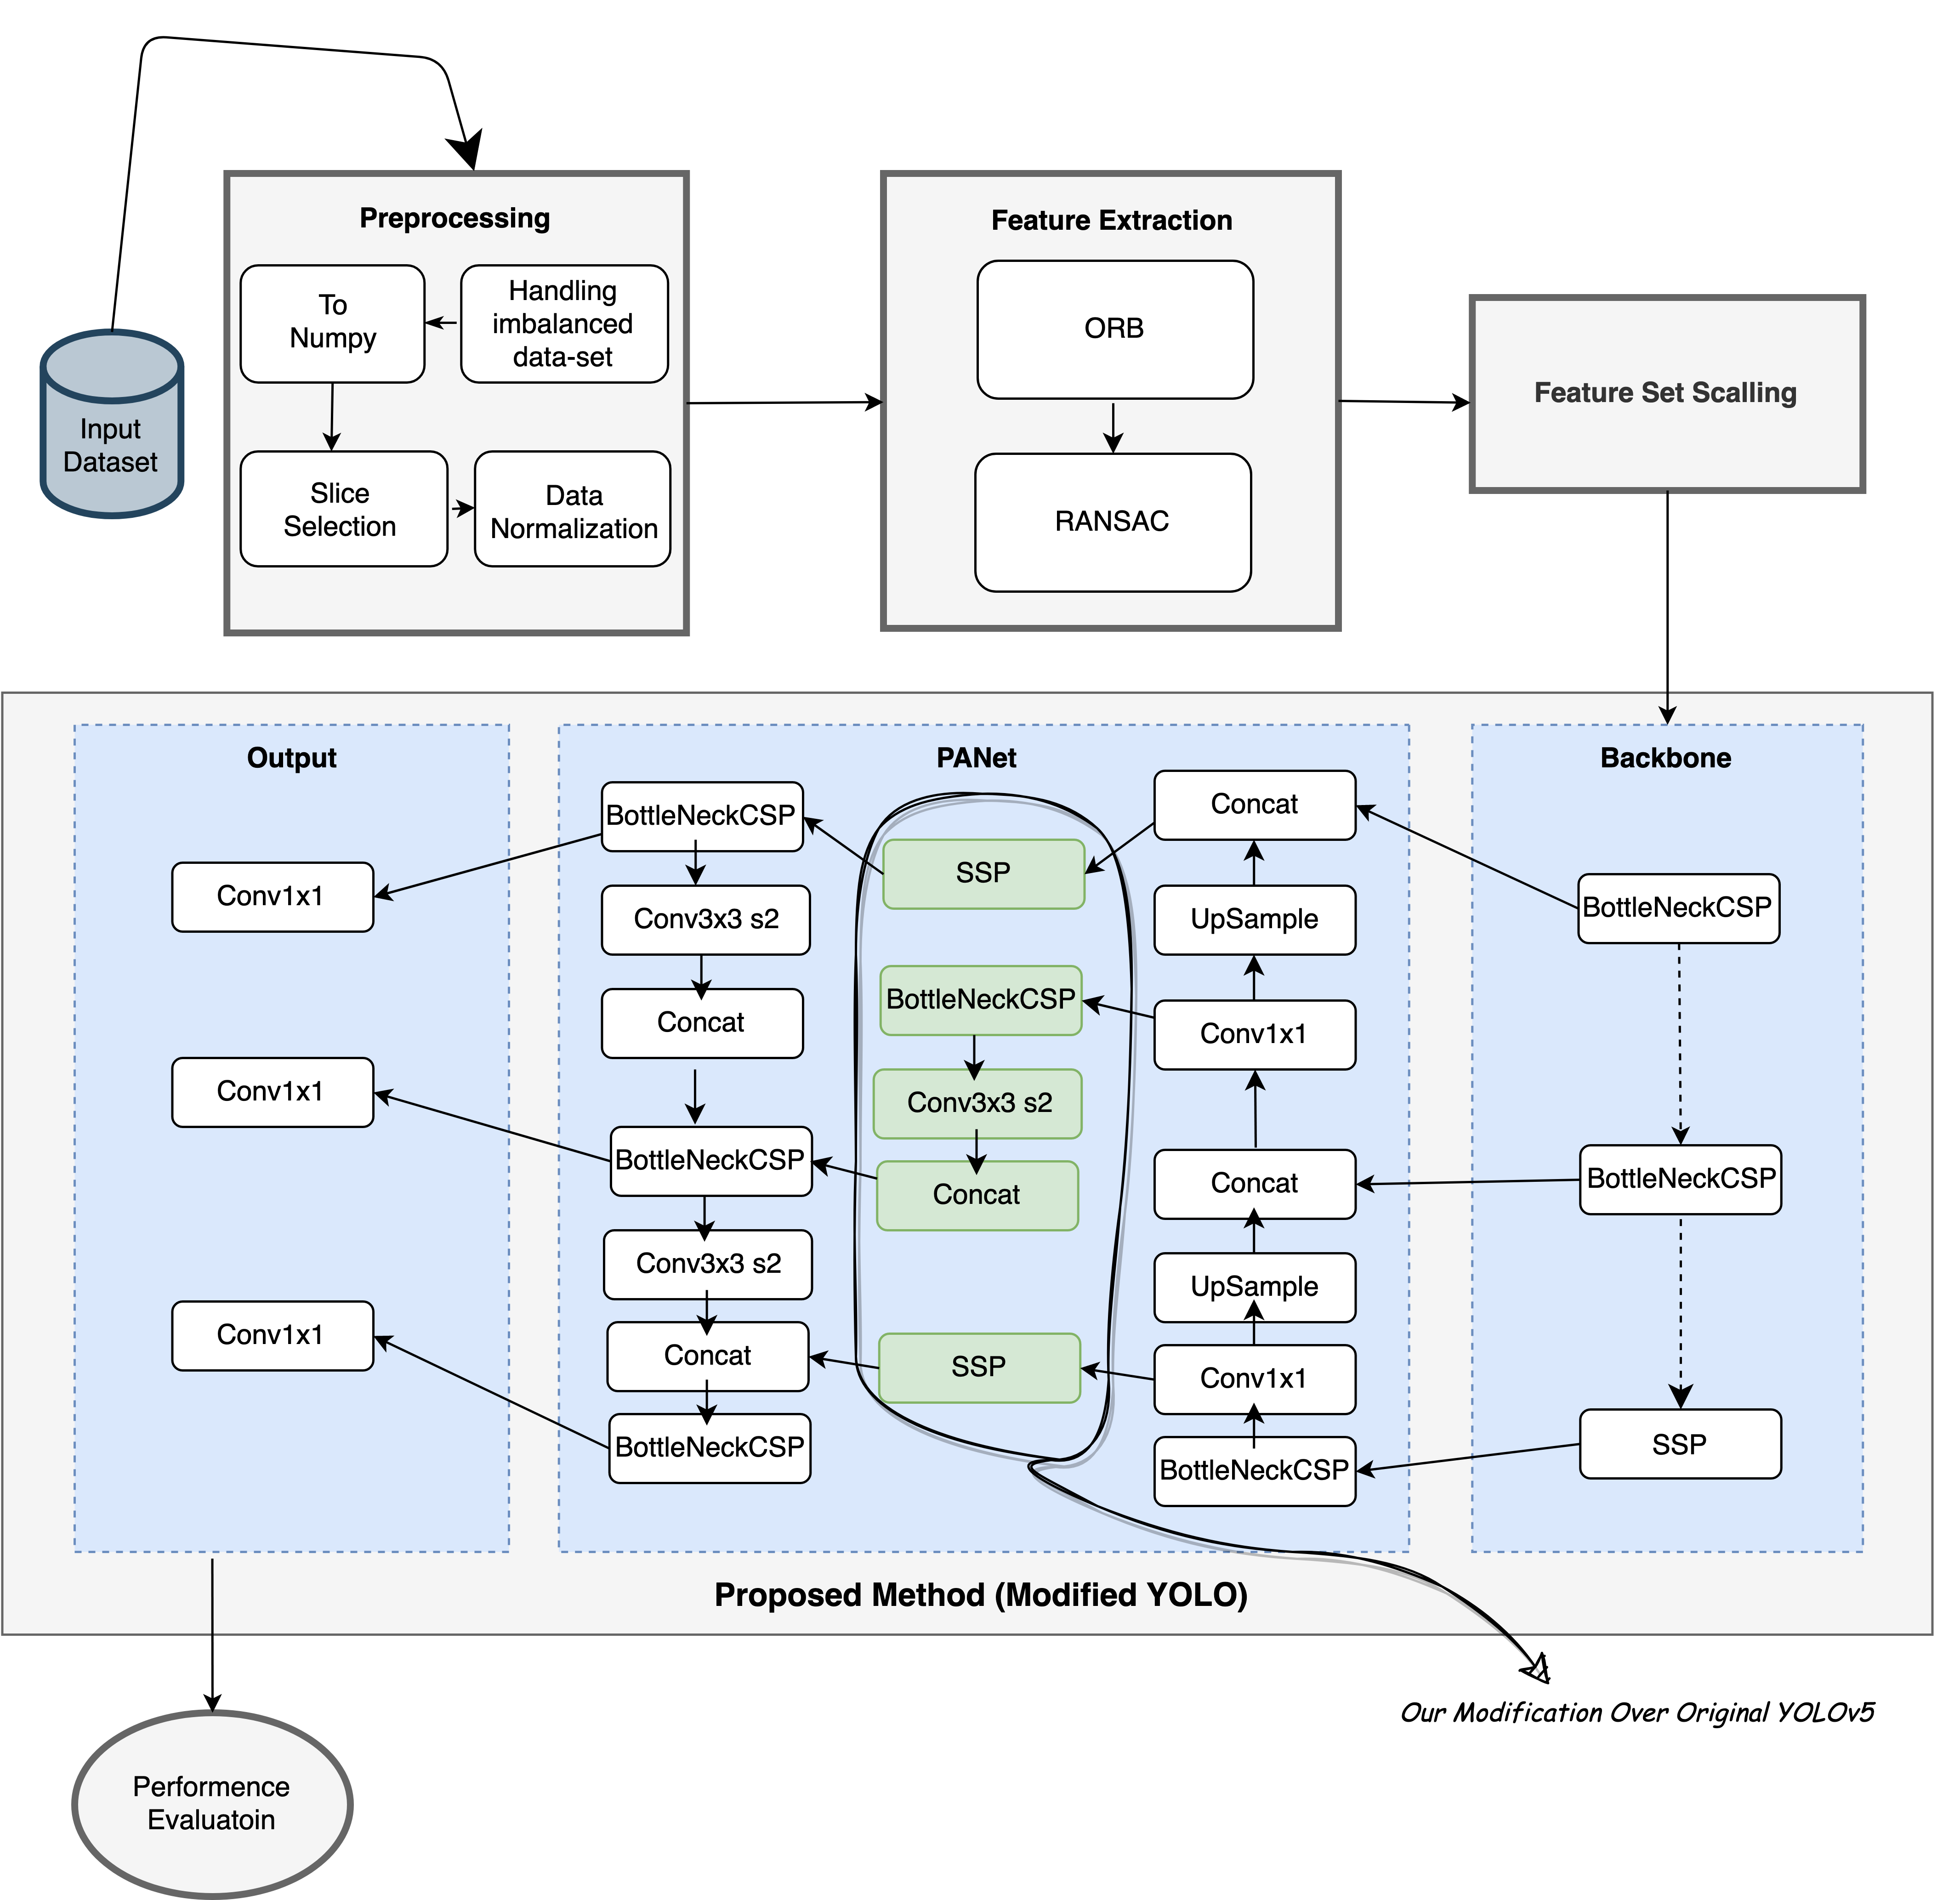 Input
Dataset
Preprocessing
To
Numpy
Handling
imbalanced
data-set
Slice
Selection
Data
Normalization
Feature Extraction
ORB
RANSAC
Feature Set Scalling
Output
Conv1x1
Conv1x1
Conv1x1
PANet
BottleNeckCSP
Conv3x3 s2
Concat
BottleNeckCSP
Conv3x3 s2
Concat
BottleNeckCSP
SSP
BottleNeckCSP
Conv3x3 s2
Concat
SSP
Concat
UpSample
Conv1x1
Concat
UpSample
Conv1x1
BottleNeckCSP
Backbone
BottleNeckCSP
BottleNeckCSP
SSP
Proposed Method (Modified YOLO)
Our Modification Over Original YOLOv5
Performence
Evaluatoin